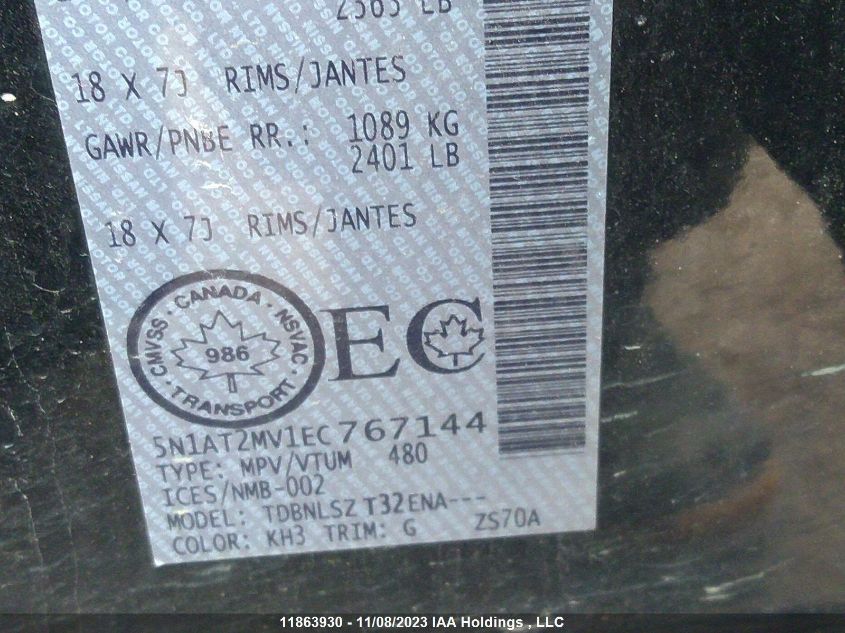 2365 LB
18 X 7J RIMS/JANTES
GAWR/PNBE RR.: 1089 KG
2401 LB
18 X 7J RIMS/JANTES
CANADA · NSVAC · TRANSPORT · CMVSS ·
986
EC
5N1AT2MV1EC767144
TYPE: MPV/VTUM 480
ICES/NMB-002
MODEL: TDBNLSZ T32ENA---
COLOR: KH3 TRIM: G ZS70A
11863930 - 11/08/2023 IAA Holdings , LLC